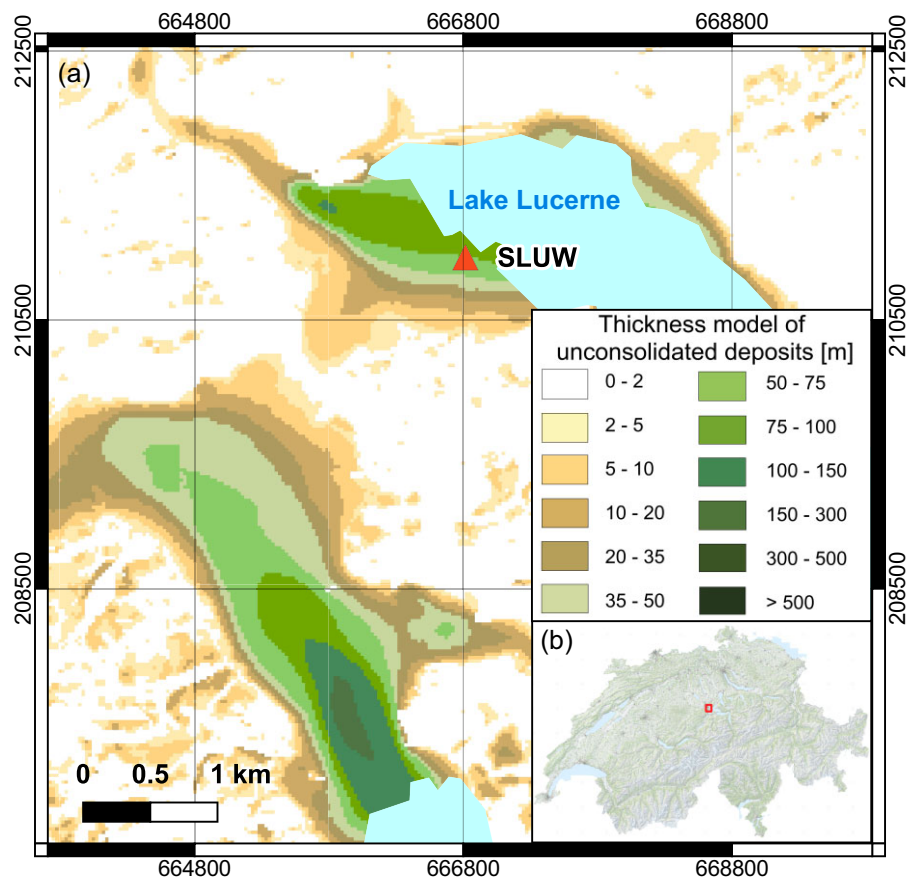 664800 666800 668800
212500 212500
(a)
Lake Lucerne
SLUW
210500 210500
Thickness model of
unconsolidated deposits [m]
0 - 2 50 - 75
2 - 5 75 - 100
5 - 10 100 - 150
10 - 20 150 - 300
20 - 35 300 - 500
35 - 50 > 500
208500 208500
(b)
0 0.5 1 km
664800 666800 668800